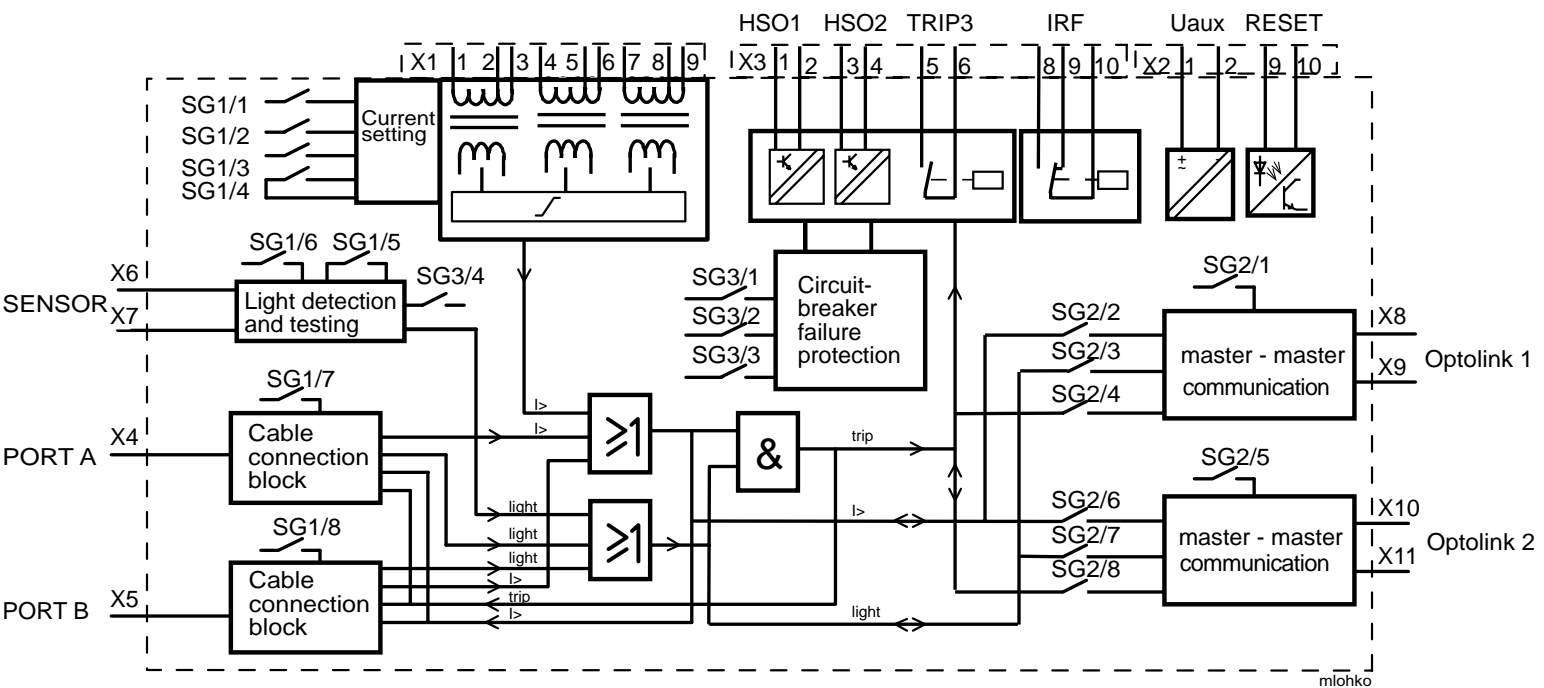 HSO1 HSO2 TRIP3 IRF Uaux RESET
X1 1 2 3 4 5 6 7 8 9 X3 1 2 3 4 5 6 8 9 10 X2 1 2 9 10
SG1/1
SG1/2
SG1/3
SG1/4
Current
setting
+
~
-
SG1/6 SG1/5
SG3/4
X6
SENSOR
X7
Light detection
and testing
SG3/1
SG3/2
SG3/3
Circuit-
breaker
failure
protection
SG2/1
SG2/2
SG2/3
SG2/4
master - master
communication
X8
X9
Optolink 1
SG1/7
X4
PORT A
Cable
connection
block
I>
I>
≥1
&
trip
SG2/5
SG2/6
SG2/7
SG2/8
master - master
communication
X10
X11
Optolink 2
SG1/8
X5
PORT B
Cable
connection
block
light
light
light
I>
trip
I>
≥1
I>
light
mlohko